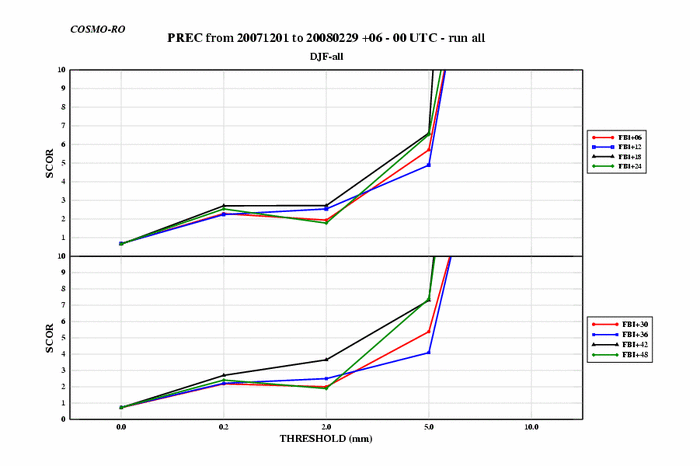 COSMO-RO
PREC from 20071201 to 20080229 +06 - 00 UTC - run all
DJF-all
10
9
8
7
6
5
4
3
2
1
SCOR
FBI+06
FBI+12
FBI+18
FBI+24
10
9
8
7
6
5
4
3
2
1
0
SCOR
FBI+30
FBI+36
FBI+42
FBI+48
0.0 0.2 2.0 5.0 10.0
THRESHOLD (mm)